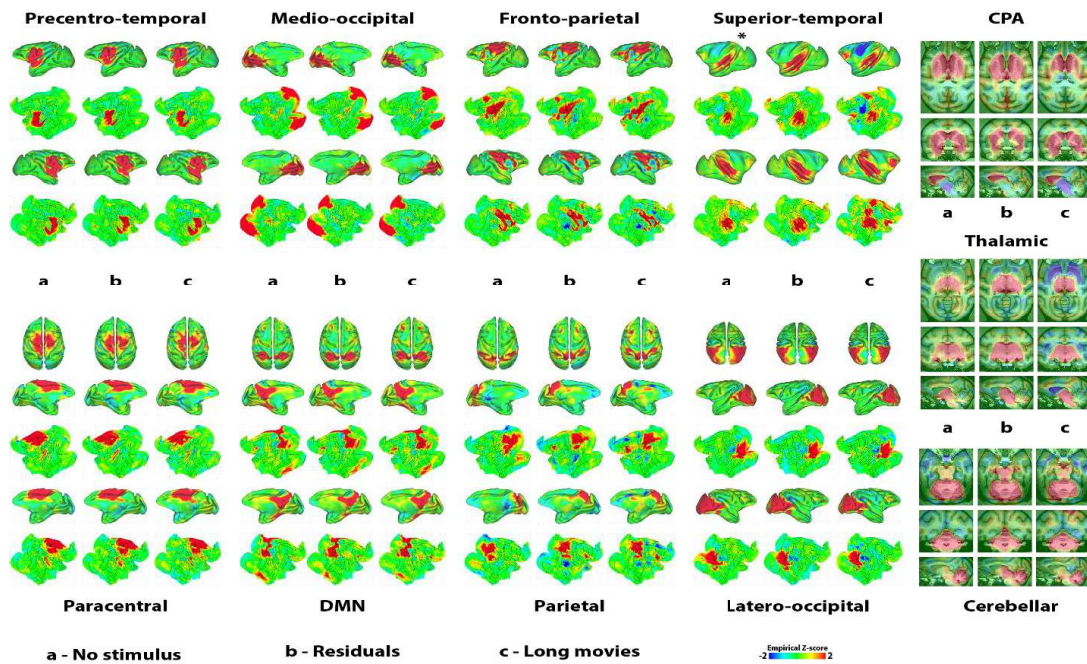 Precentro-temporal Medio-occipital Fronto-parietal Superior-temporal CPA
*
a b c
Thalamic
a b c a b c a b c a b c
a b c
Paracentral DMN Parietal Latero-occipital Cerebellar
a - No stimulus b - Residuals c - Long movies
Empirical Z-score
-2 2